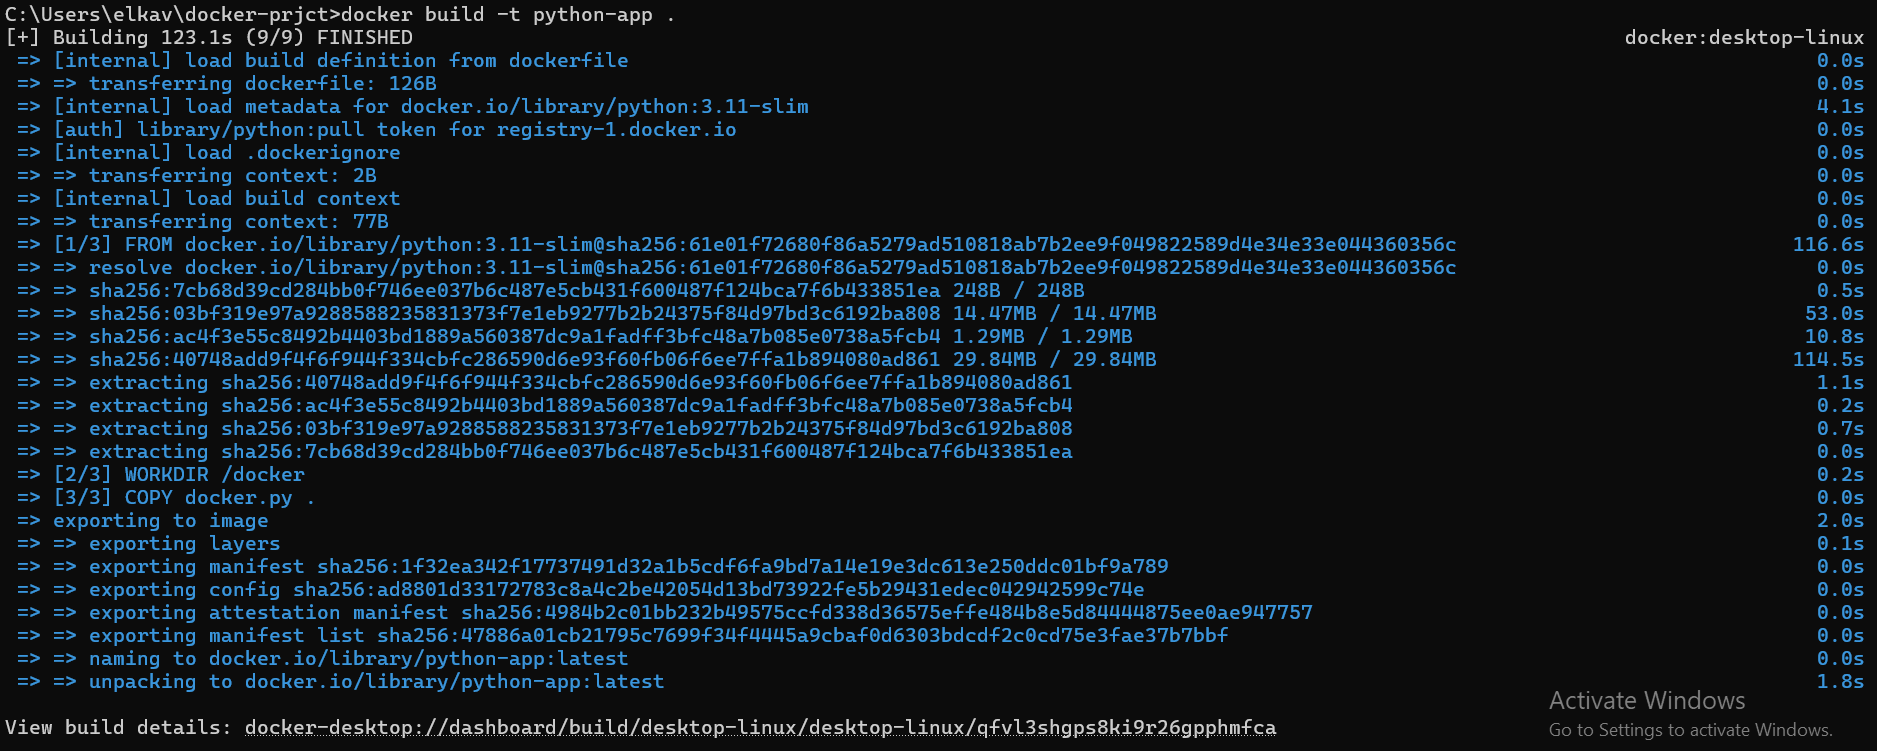 C:\Users\elkav\docker-prjct>docker build -t python-app .
[+] Building 123.1s (9/9) FINISHED docker:desktop-linux
=> [internal] load build definition from dockerfile 0.0s
=> => transferring dockerfile: 126B 0.0s
=> [internal] load metadata for docker.io/library/python:3.11-slim 4.1s
=> [auth] library/python:pull token for registry-1.docker.io 0.0s
=> [internal] load .dockerignore 0.0s
=> => transferring context: 2B 0.0s
=> [internal] load build context 0.0s
=> => transferring context: 77B 0.0s
=> [1/3] FROM docker.io/library/python:3.11-slim@sha256:61e01f72680f86a5279ad510818ab7b2ee9f049822589d4e34e33e044360356c 116.6s
=> => resolve docker.io/library/python:3.11-slim@sha256:61e01f72680f86a5279ad510818ab7b2ee9f049822589d4e34e33e044360356c 0.0s
=> => sha256:7cb68d39cd284bb0f746ee037b6c487e5cb431f600487f124bca7f6b433851ea 248B / 248B 0.5s
=> => sha256:03bf319e97a9288588235831373f7e1eb9277b2b24375f84d97bd3c6192ba808 14.47MB / 14.47MB 53.0s
=> => sha256:ac4f3e55c8492b4403bd1889a560387dc9a1fadff3bfc48a7b085e0738a5fcb4 1.29MB / 1.29MB 10.8s
=> => sha256:40748add9f4f6f944f334cbfc286590d6e93f60fb06f6ee7ffa1b894080ad861 29.84MB / 29.84MB 114.5s
=> => extracting sha256:40748add9f4f6f944f334cbfc286590d6e93f60fb06f6ee7ffa1b894080ad861 1.1s
=> => extracting sha256:ac4f3e55c8492b4403bd1889a560387dc9a1fadff3bfc48a7b085e0738a5fcb4 0.2s
=> => extracting sha256:03bf319e97a9288588235831373f7e1eb9277b2b24375f84d97bd3c6192ba808 0.7s
=> => extracting sha256:7cb68d39cd284bb0f746ee037b6c487e5cb431f600487f124bca7f6b433851ea 0.0s
=> [2/3] WORKDIR /docker 0.2s
=> [3/3] COPY docker.py . 0.0s
=> exporting to image 2.0s
=> => exporting layers 0.1s
=> => exporting manifest sha256:1f32ea342f17737491d32a1b5cdf6fa9bd7a14e19e3dc613e250ddc01bf9a789 0.0s
=> => exporting config sha256:ad8801d33172783c8a4c2be42054d13bd73922fe5b29431edec042942599c74e 0.0s
=> => exporting attestation manifest sha256:4984b2c01bb232b49575ccfd338d36575effe484b8e5d84444875ee0ae947757 0.0s
=> => exporting manifest list sha256:47886a01cb21795c7699f34f4445a9cbaf0d6303bdcdf2c0cd75e3fae37b7bbf 0.0s
=> => naming to docker.io/library/python-app:latest 0.0s
=> => unpacking to docker.io/library/python-app:latest 1.8s
Activate Windows
View build details: docker-desktop://dashboard/build/desktop-linux/desktop-linux/qfvl3shgps8ki9r26gpphmfca
Go to Settings to activate Windows.